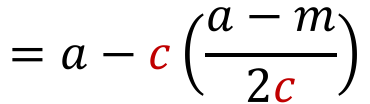 = a − c ( (a − m) / 2c )